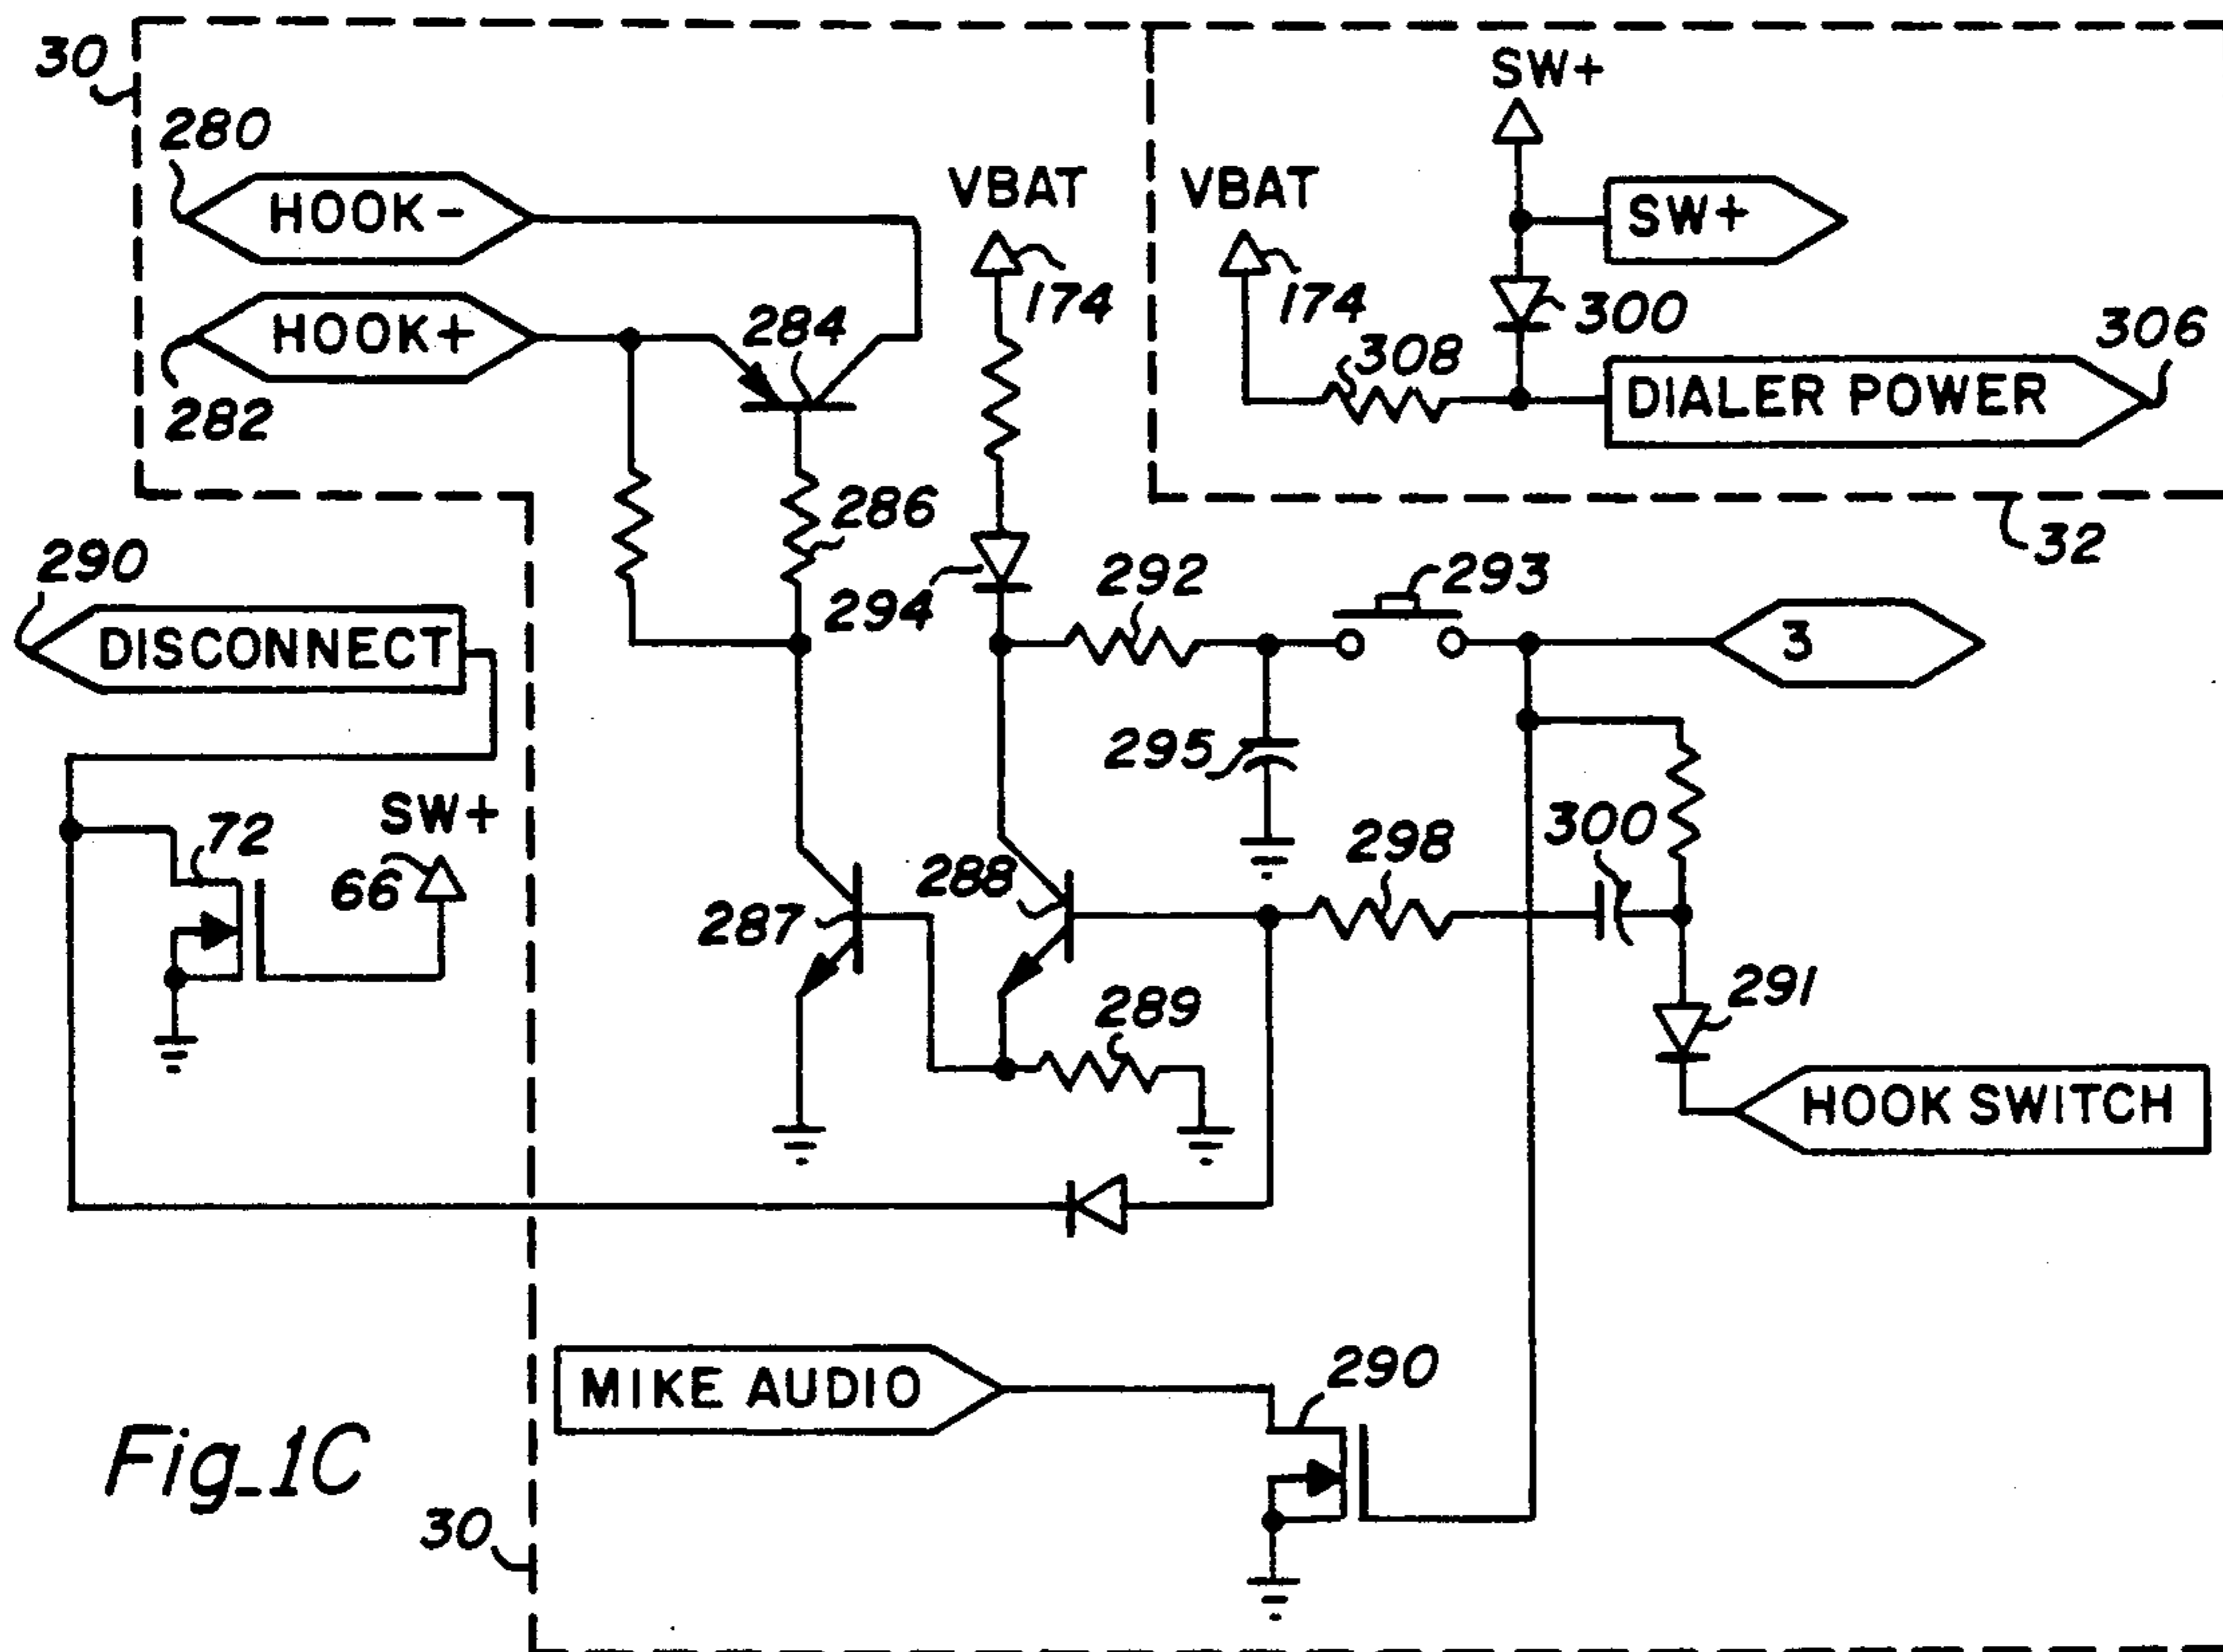 30
280
HOOK-
HOOK+
282
284
VBAT
174
VBAT
174
SW+
SW+
300
308
DIALER POWER
306
286
32
290
DISCONNECT
294
292
293
3
295
72
SW+
66
287
288
298
300
289
291
HOOK SWITCH
MIKE AUDIO
290
Fig_1C
30